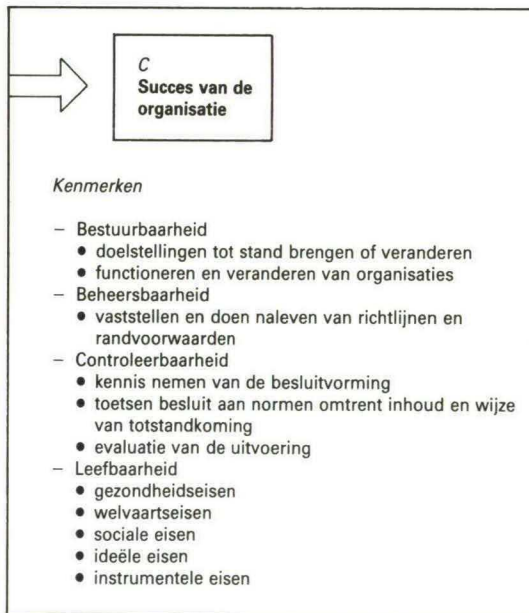 C
Succes van de
organisatie
Kenmerken
– Bestuurbaarheid
• doelstellingen tot stand brengen of veranderen
• functioneren en veranderen van organisaties
– Beheersbaarheid
• vaststellen en doen naleven van richtlijnen en
randvoorwaarden
– Controleerbaarheid
• kennis nemen van de besluitvorming
• toetsen besluit aan normen omtrent inhoud en wijze
van totstandkoming
• evaluatie van de uitvoering
– Leefbaarheid
• gezondheidseisen
• welvaartseisen
• sociale eisen
• ideële eisen
• instrumentele eisen